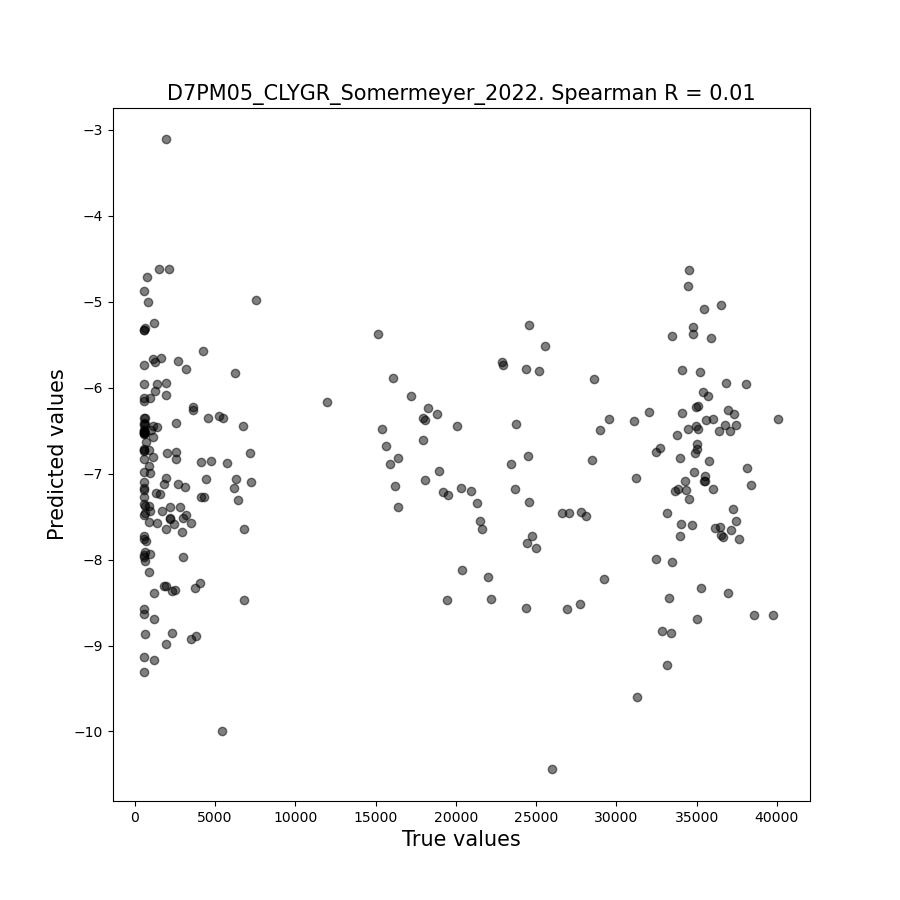 D7PM05_CLYGR_Somermeyer_2022. Spearman R = 0.01
−3
−4
−5
−6
−7
−8
−9
−10
Predicted values
0 5000 10000 15000 20000 25000 30000 35000 40000
True values